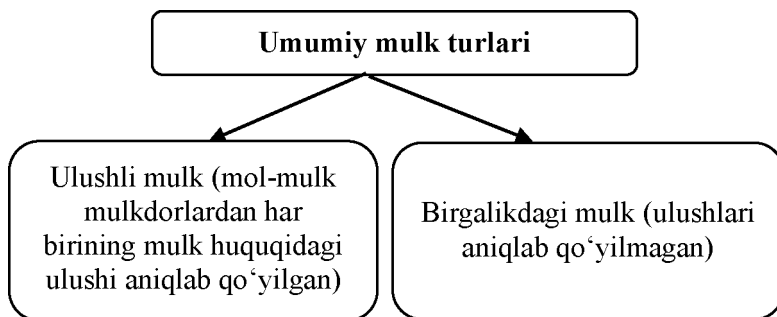 Umumiy mulk turlari
Ulushli mulk (mol-mulk
mulkdorlardan har
birining mulk huquqidagi
ulushi aniqlab qo‘yilgan)
Birgalikdagi mulk (ulushlari
aniqlab qo‘yilmagan)